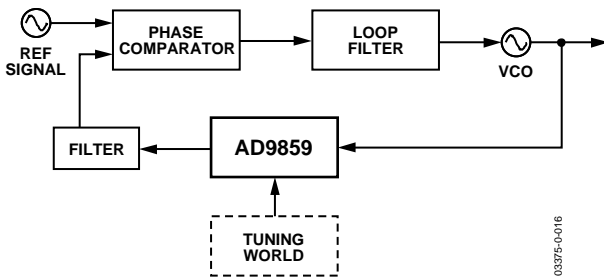 REF
SIGNAL
PHASE
COMPARATOR
LOOP
FILTER
VCO
FILTER
AD9859
TUNING
WORLD
03375-0-016